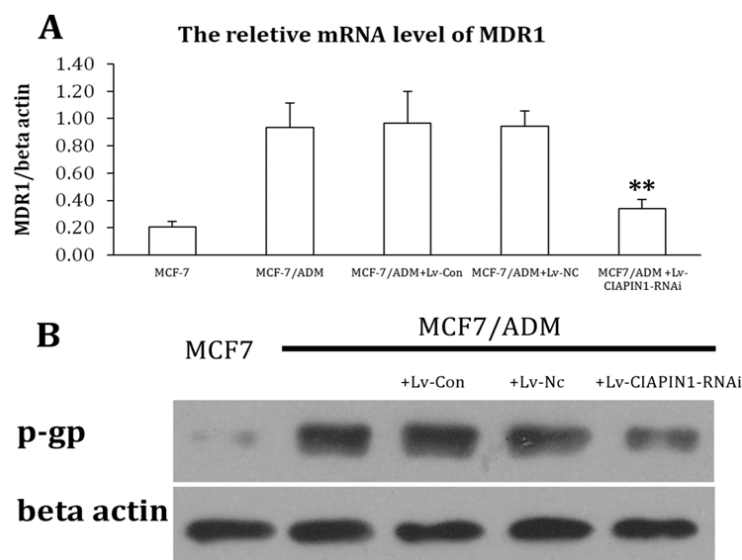 A
The reletive mRNA level of MDR1
MDR1/beta actin
1.40
1.20
1.00
0.80
0.60
0.40
0.20
0.00
**
MCF-7
MCF-7/ADM
MCF-7/ADM+Lv-Con
MCF-7/ADM+Lv-NC
MCF7/ADM +Lv-
CIAPIN1-RNAi
B
MCF7
MCF7/ADM
+Lv-Con
+Lv-Nc
+Lv-CIAPIN1-RNAi
p-gp
beta actin